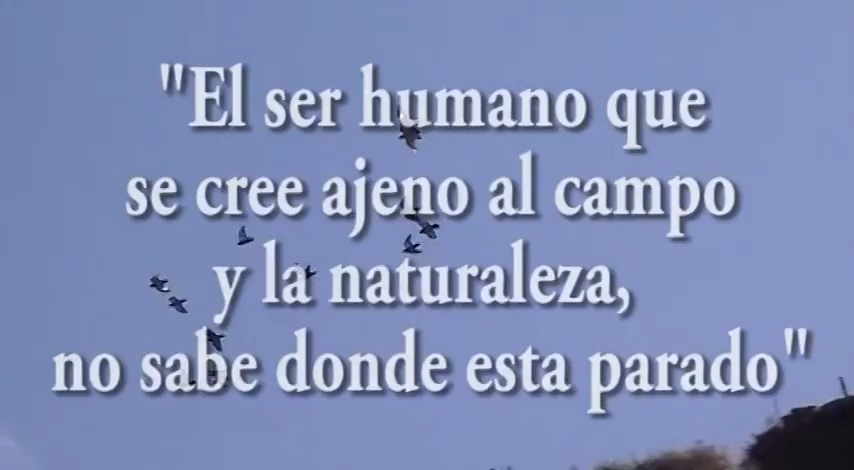 "El ser humano que
se cree ajeno al campo
y la naturaleza,
no sabe donde esta parado"